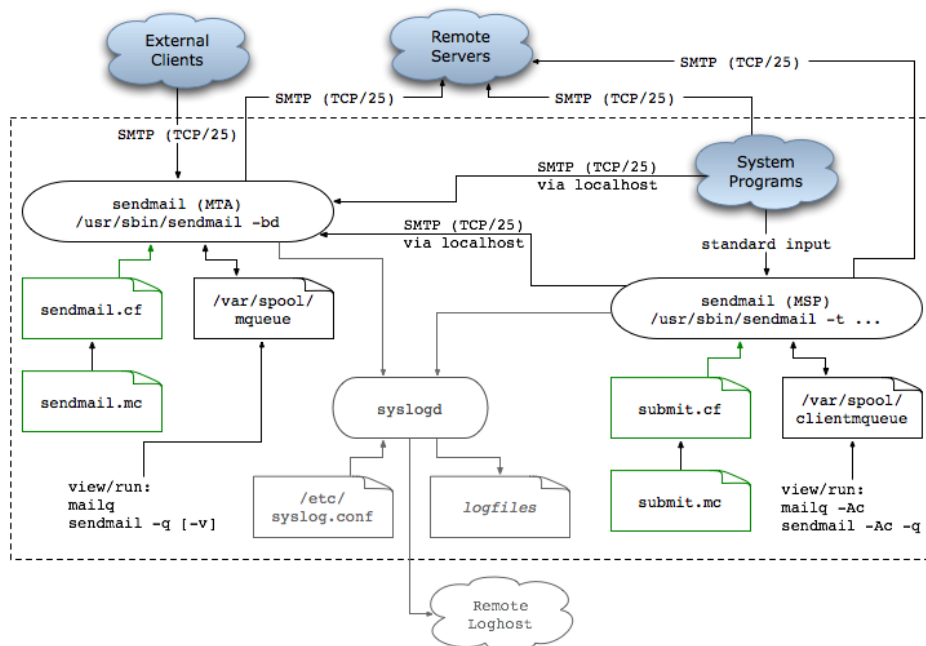 External
Clients
Remote
Servers
SMTP (TCP/25)
SMTP (TCP/25)
SMTP (TCP/25)
SMTP (TCP/25)
System
Programs
SMTP (TCP/25)
via localhost
sendmail (MTA)
/usr/sbin/sendmail -bd
SMTP (TCP/25)
via localhost
standard input
sendmail.cf
/var/spool/
mqueue
sendmail (MSP)
/usr/sbin/sendmail -t ...
sendmail.mc
syslogd
submit.cf
/var/spool/
clientmqueue
view/run:
mailq
sendmail -q [-v]
/etc/
syslog.conf
logfiles
submit.mc
view/run:
mailq -Ac
sendmail -Ac -q
Remote
Loghost